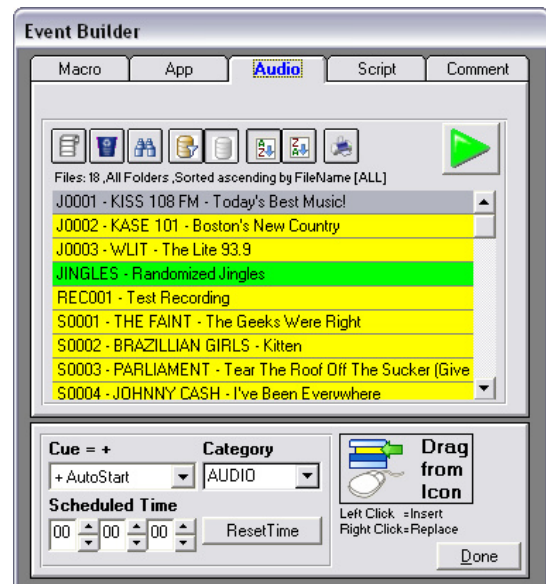 Event Builder
Macro App Audio Script Comment
Files: 18 ,All Folders ,Sorted ascending by FileName [ALL]
J0001 - KISS 108 FM - Today's Best Music!
J0002 - KASE 101 - Boston's New Country
J0003 - WLIT - The Lite 93.9
JINGLES - Randomized Jingles
REC001 - Test Recording
S0001 - THE FAINT - The Geeks Were Right
S0002 - BRAZILLIAN GIRLS - Kitten
S0003 - PARLIAMENT - Tear The Roof Off The Sucker (Give
S0004 - JOHNNY CASH - I've Been Everywhere
Cue = + Category
+ AutoStart AUDIO
Scheduled Time
00 00 00 ResetTime
Drag
from
Icon
Left Click =Insert
Right Click=Replace
Done